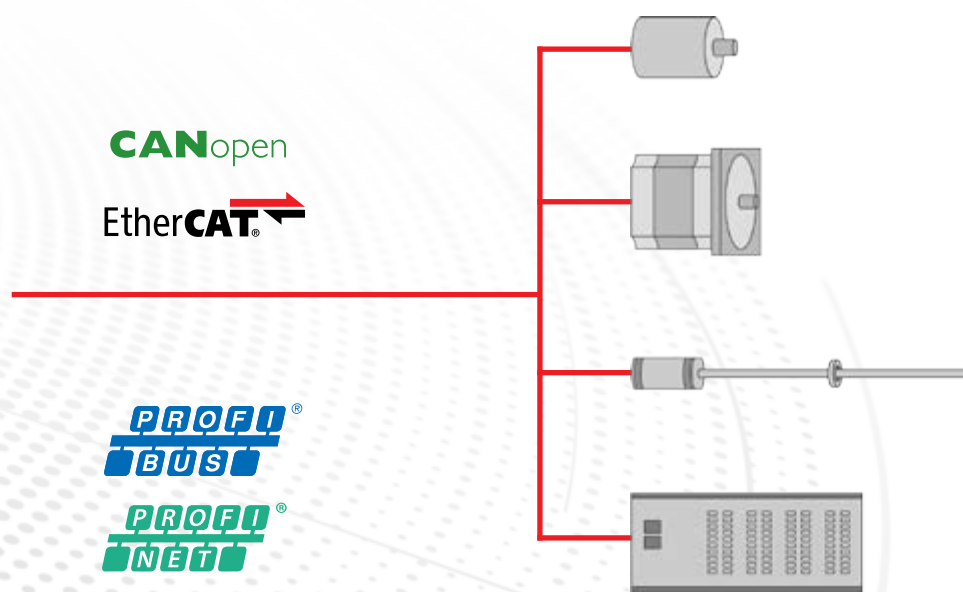 CANopen
EtherCAT®
PROFI®
BUS
PROFI®
NET